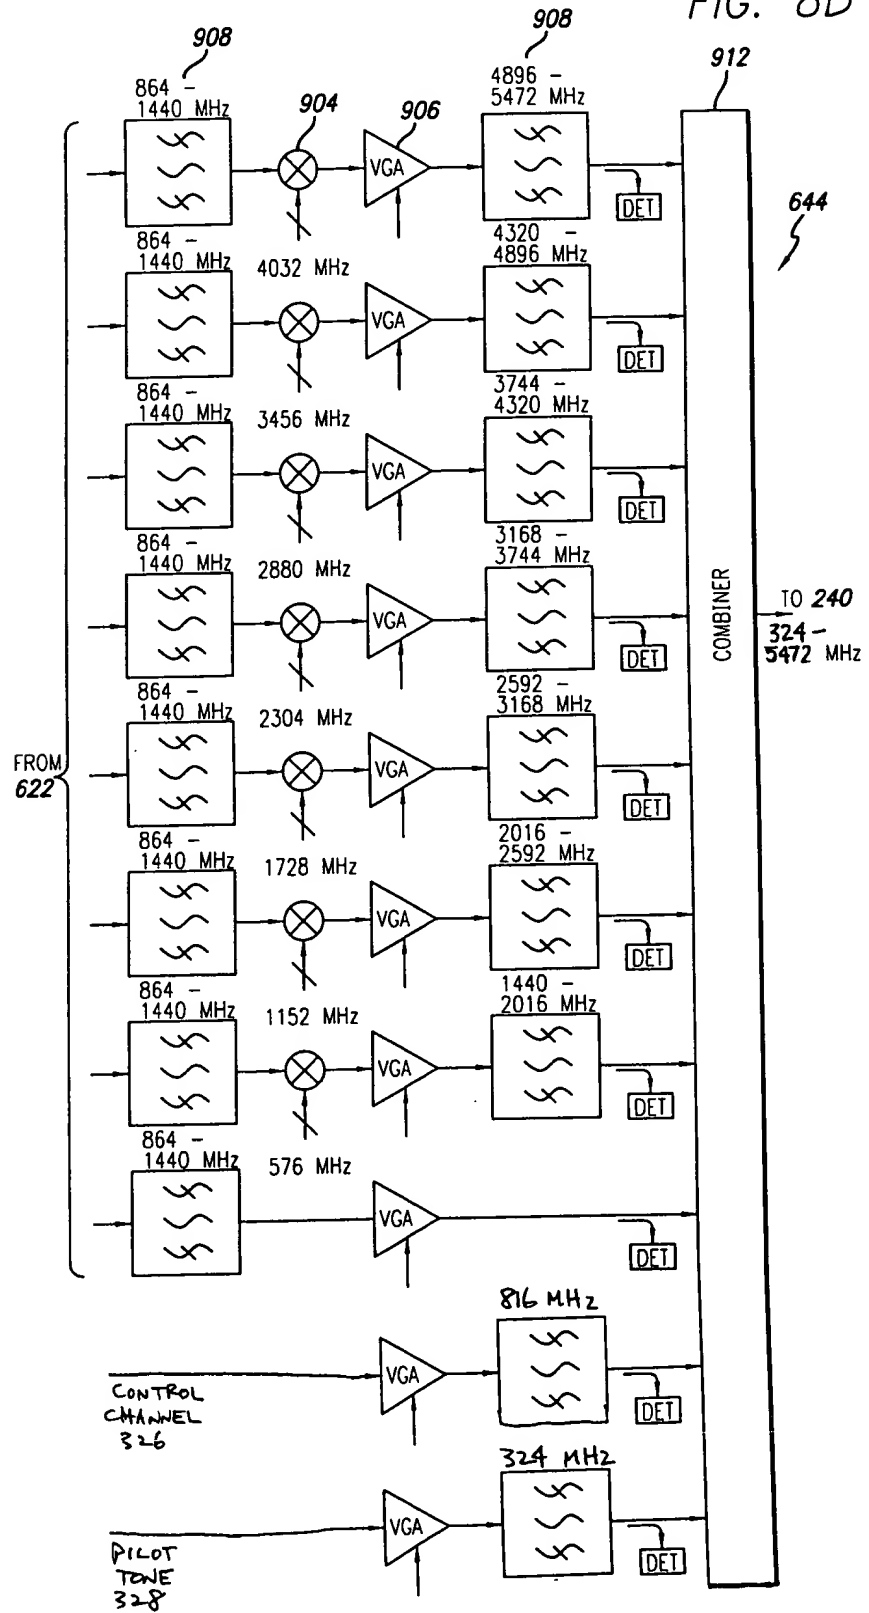 FIG. 8D
908
908
912
864 -
1440 MHz
904
906
4896 -
5472 MHz
VGA
DET
644
864 -
1440 MHz
4032 MHz
VGA
4320 -
4896 MHz
DET
864 -
1440 MHz
3456 MHz
VGA
3744 -
4320 MHz
DET
864 -
1440 MHz
2880 MHz
VGA
3168 -
3744 MHz
DET
COMBINER
TO 240
324 -
5472 MHz
864 -
1440 MHz
2304 MHz
VGA
2592 -
3168 MHz
DET
FROM
622
864 -
1440 MHz
1728 MHz
VGA
2016 -
2592 MHz
DET
864 -
1440 MHz
1152 MHz
VGA
1440 -
2016 MHz
DET
864 -
1440 MHz
576 MHz
VGA
DET
816 MHz
VGA
DET
CONTROL
CHANNEL
326
324 MHz
VGA
DET
PILOT
TONE
328